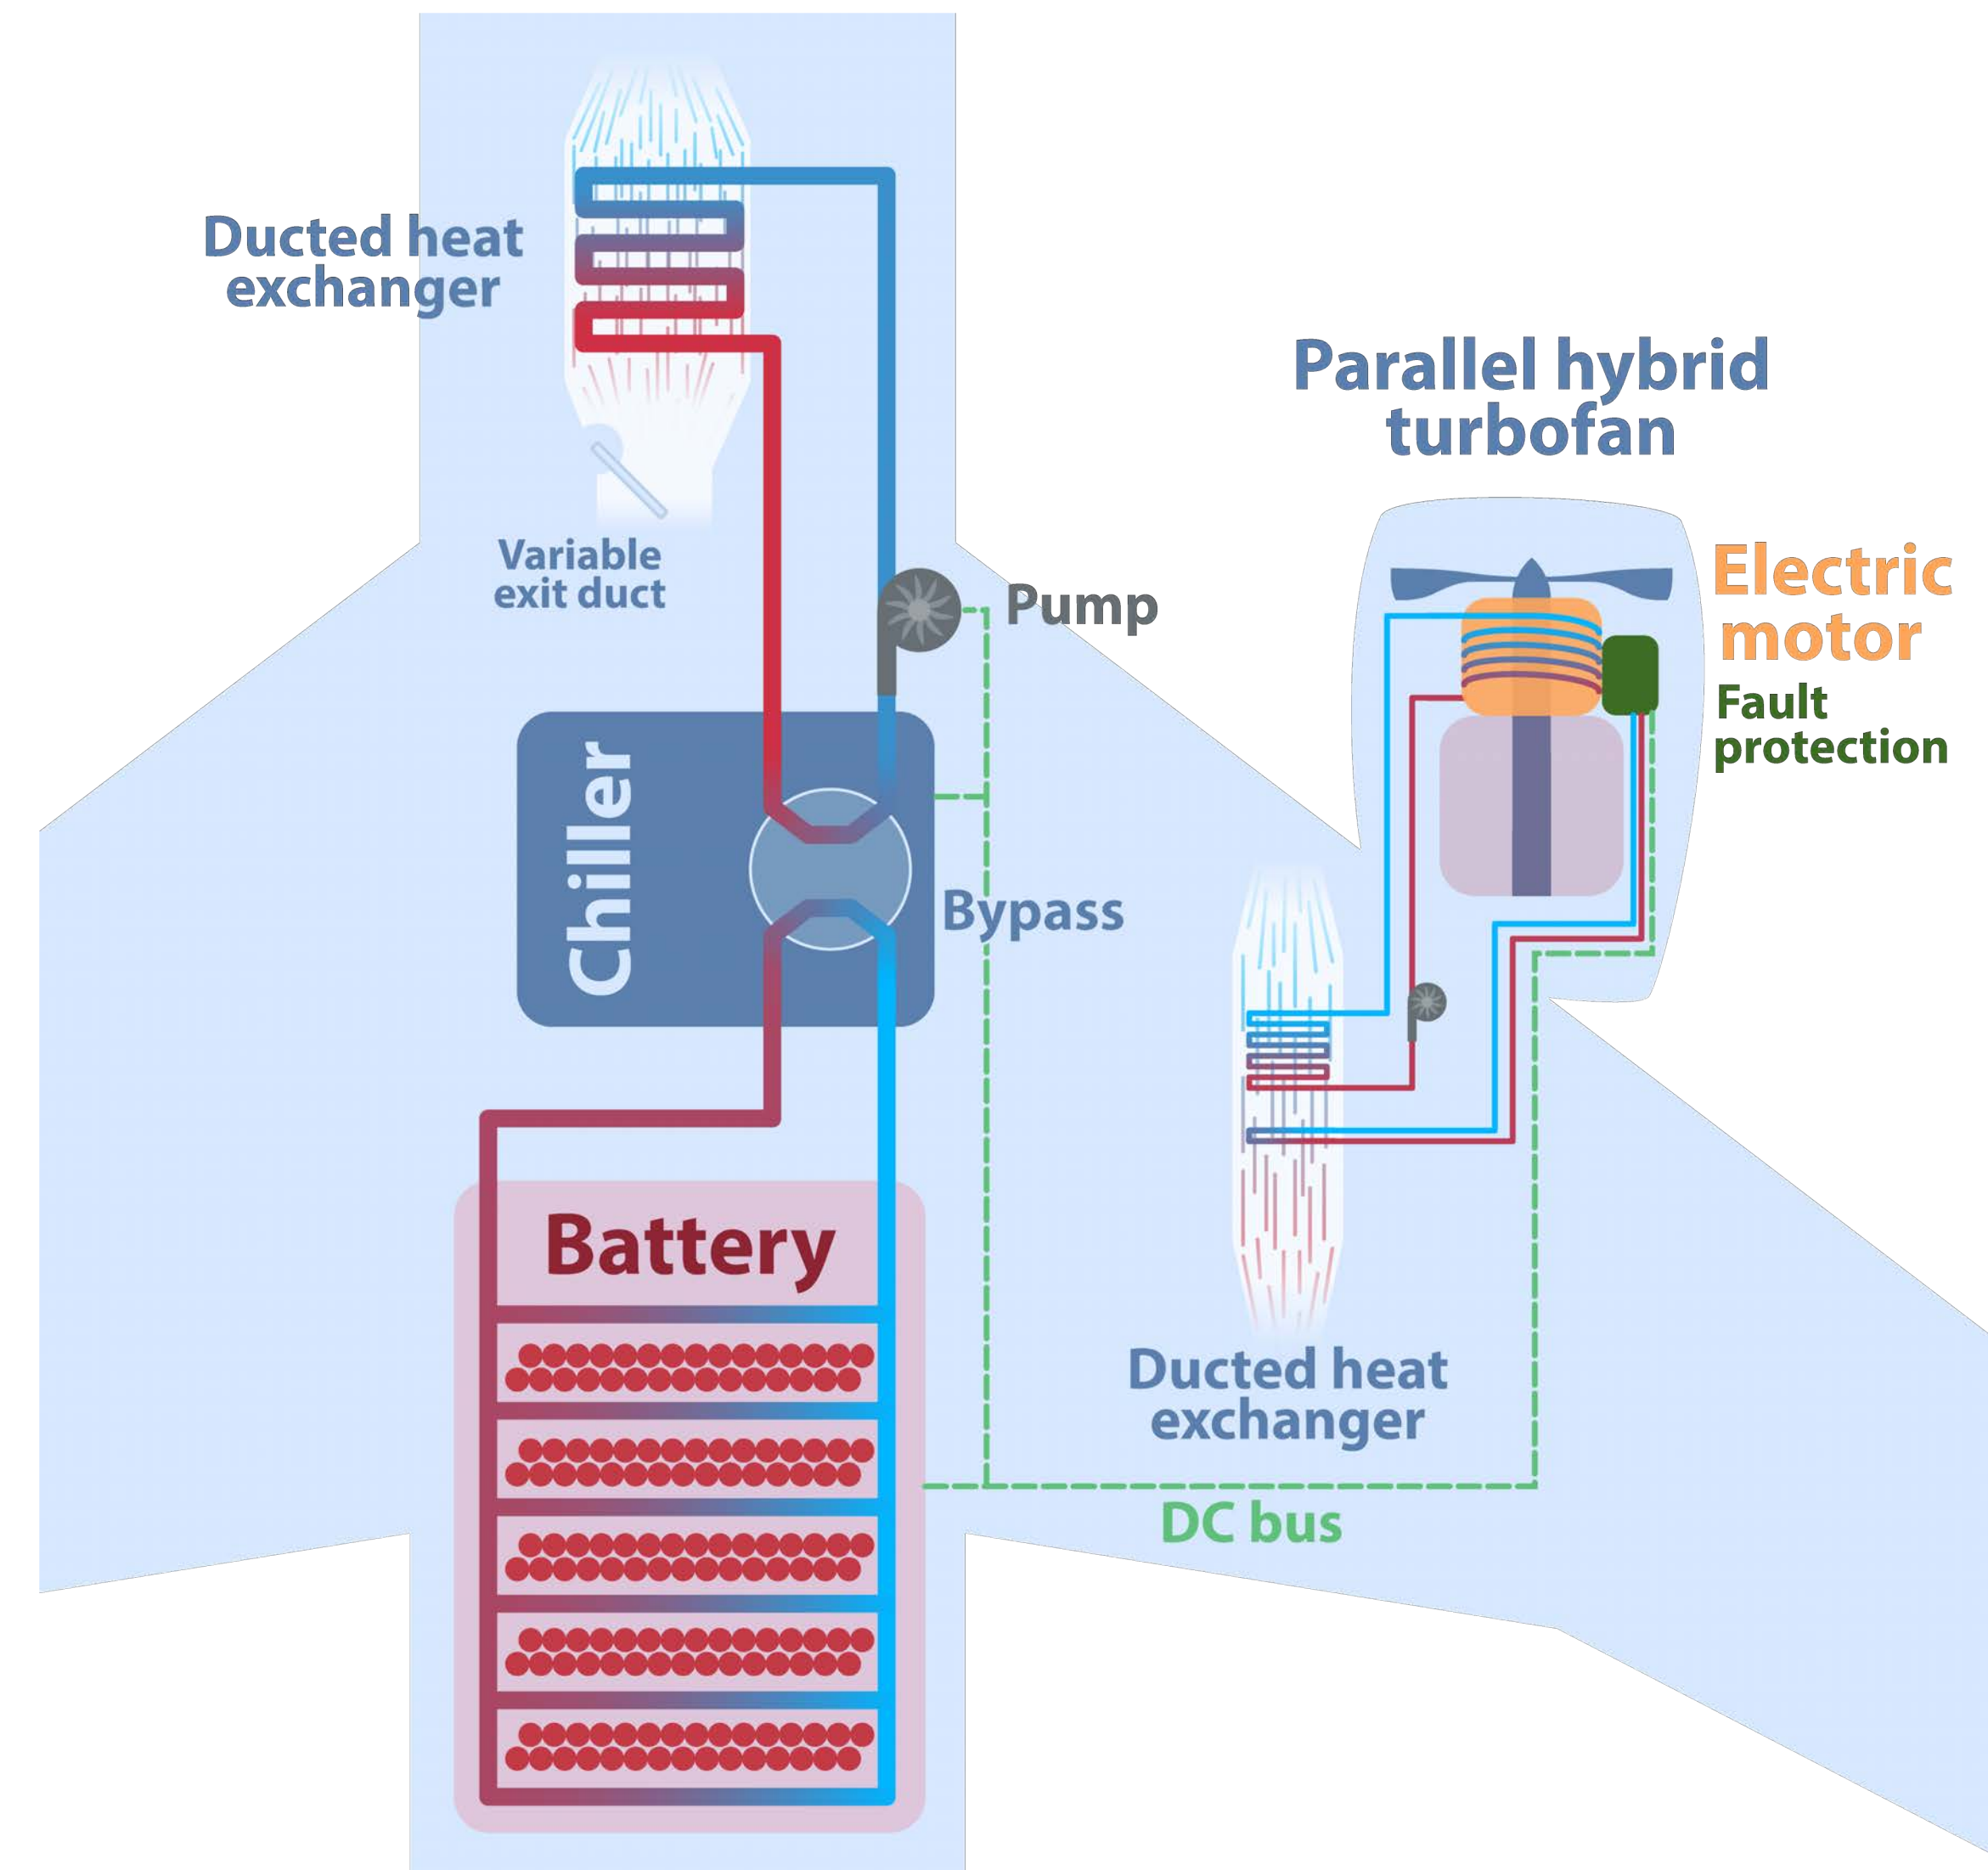 Ducted heat
exchanger
Variable
exit duct
Pump
Parallel hybrid
turbofan
Electric
motor
Fault
protection
Chiller
Bypass
Battery
Ducted heat
exchanger
DC bus